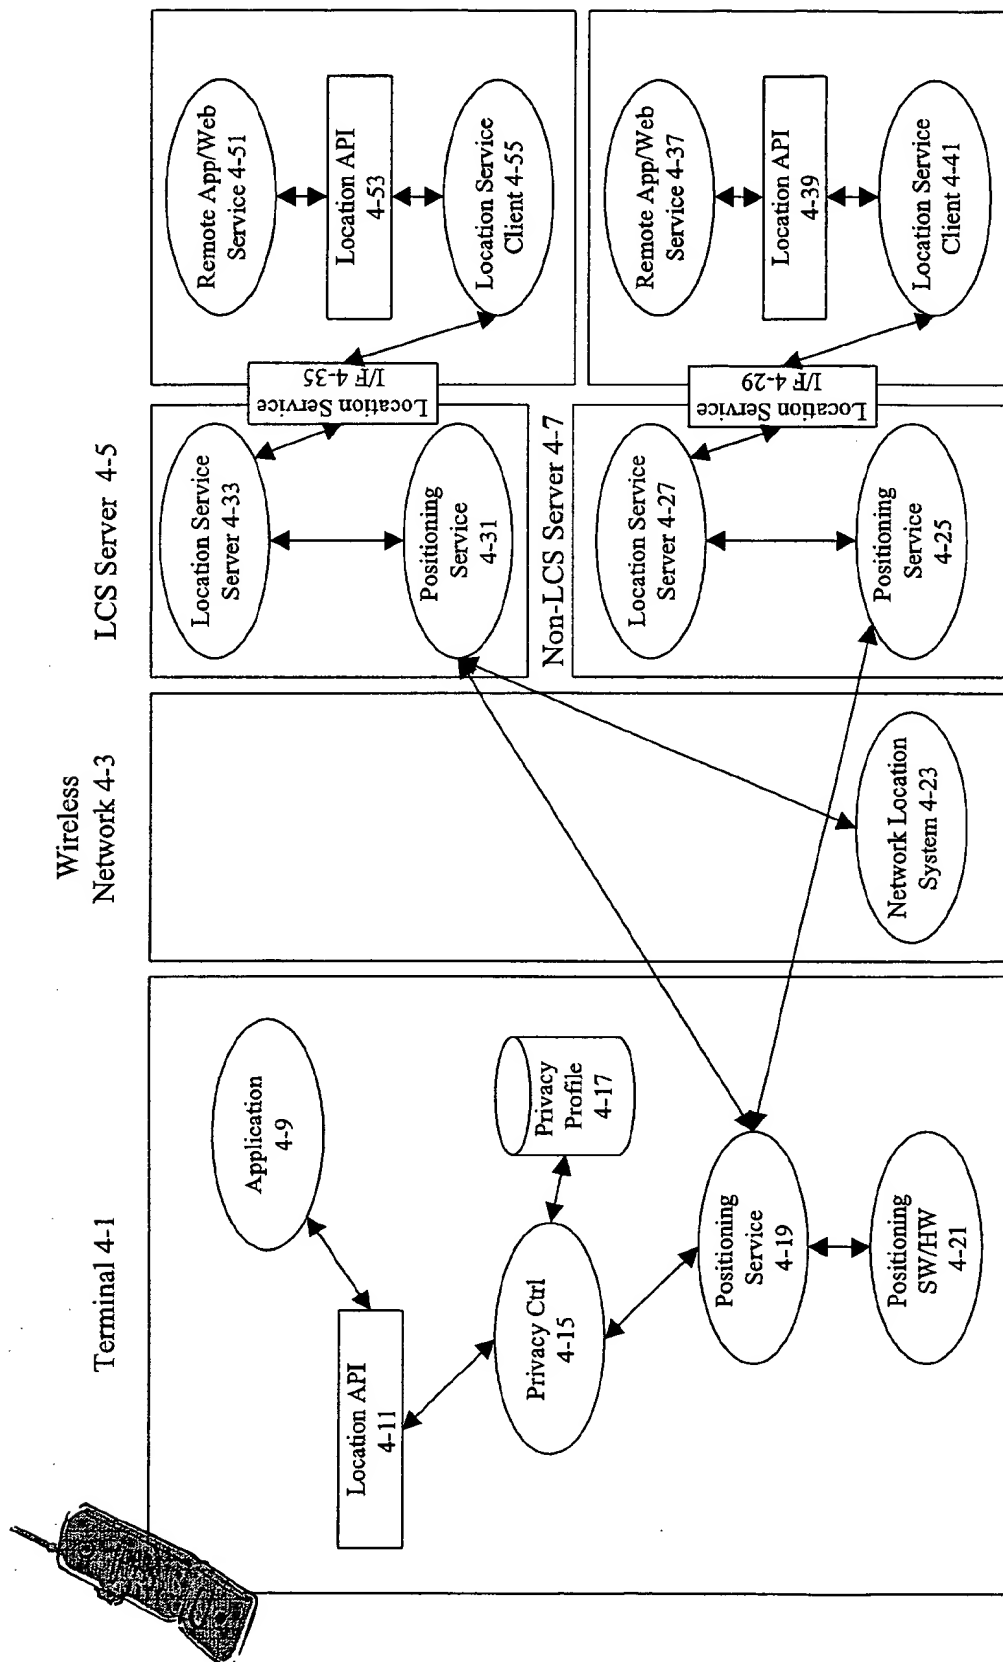 Terminal 4-1
Application
4-9
Location API
4-11
Privacy Ctrl
4-15
Privacy
Profile
4-17
Positioning
Service
4-19
Positioning
SW/HW
4-21
Wireless
Network 4-3
Network Location
System 4-23
LCS Server 4-5
Location Service
Server 4-33
Positioning
Service
4-31
Non-LCS Server 4-7
Location Service
Server 4-27
Positioning
Service
4-25
Location Service
I/F 4-35
Location Service
I/F 4-29
Remote App/Web
Service 4-51
Location API
4-53
Location Service
Client 4-55
Remote App/Web
Service 4-37
Location API
4-39
Location Service
Client 4-41